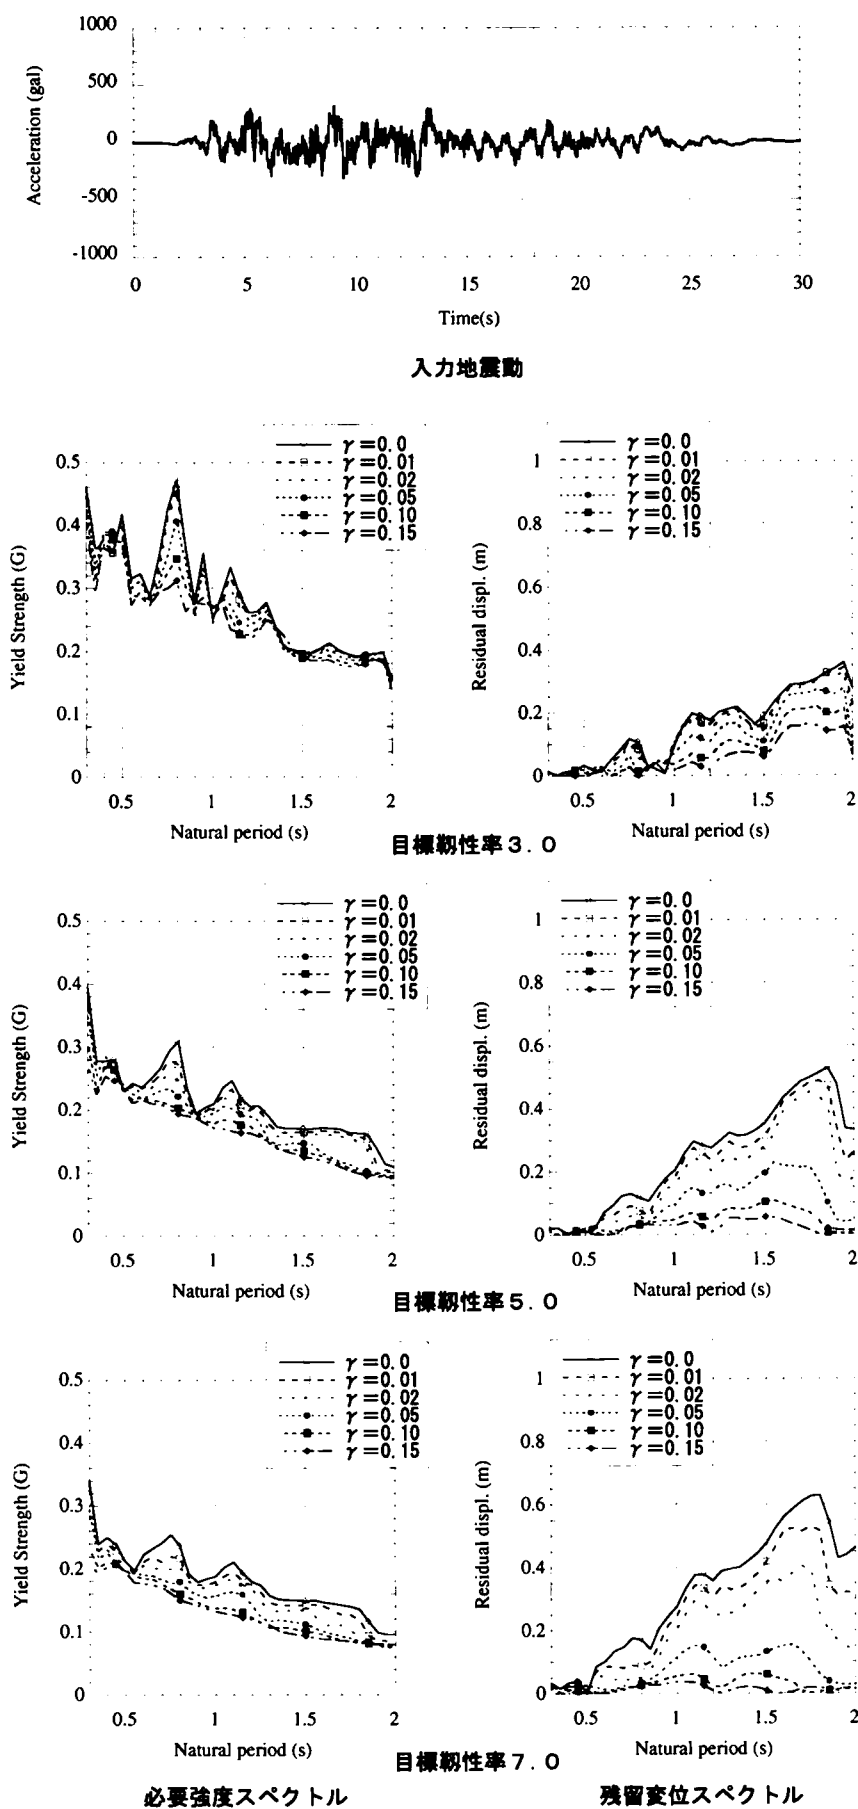 1000
500
0
-500
-1000
Acceleration (gal)
0 5 10 15 20 25 30
Time(s)
入力地震動
γ=0.0
γ=0.01
γ=0.02
γ=0.05
γ=0.10
γ=0.15
0.5
0.4
0.3
0.2
0.1
0
Yield Strength (G)
0.5 1 1.5 2
Natural period (s)
γ=0.0
γ=0.01
γ=0.02
γ=0.05
γ=0.10
γ=0.15
1
0.8
0.6
0.4
0.2
0
Residual displ. (m)
0.5 1 1.5 2
Natural period (s)
目標靱性率3.0
γ=0.0
γ=0.01
γ=0.02
γ=0.05
γ=0.10
γ=0.15
0.5
0.4
0.3
0.2
0.1
0
Yield Strength (G)
0.5 1 1.5 2
Natural period (s)
γ=0.0
γ=0.01
γ=0.02
γ=0.05
γ=0.10
γ=0.15
1
0.8
0.6
0.4
0.2
0
Residual displ. (m)
0.5 1 1.5 2
Natural period (s)
目標靱性率5.0
γ=0.0
γ=0.01
γ=0.02
γ=0.05
γ=0.10
γ=0.15
0.5
0.4
0.3
0.2
0.1
0
Yield Strength (G)
0.5 1 1.5 2
Natural period (s)
γ=0.0
γ=0.01
γ=0.02
γ=0.05
γ=0.10
γ=0.15
1
0.8
0.6
0.4
0.2
0
Residual displ. (m)
0.5 1 1.5 2
Natural period (s)
目標靱性率7.0
必要強度スペクトル
残留変位スペクトル